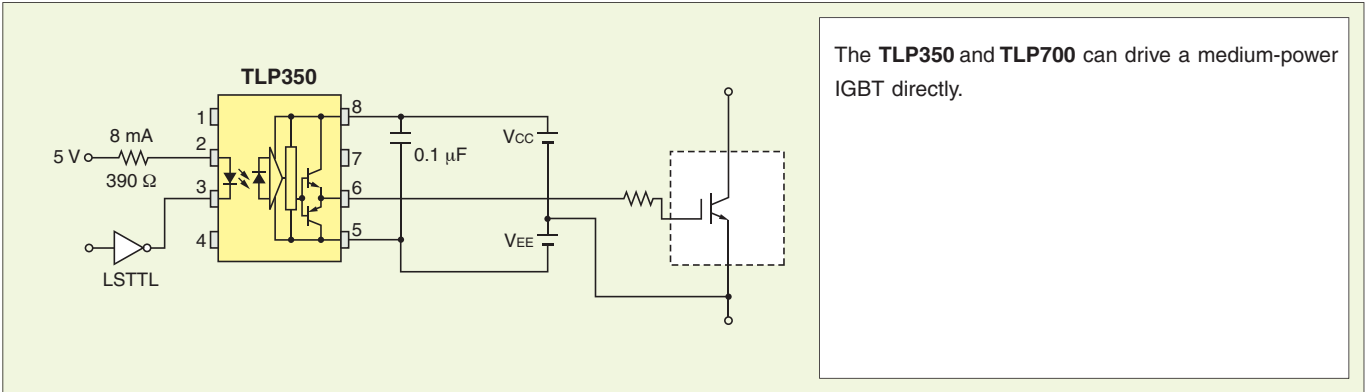 TLP350
1
2
3
4
8
7
6
5
8 mA
5 V
390 Ω
LSTTL
0.1 µF
VCC
VEE
The TLP350 and TLP700 can drive a medium-power
IGBT directly.